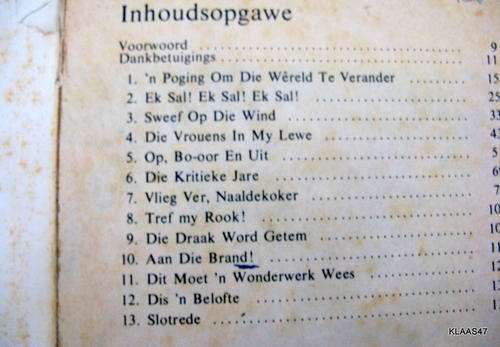 Inhoudsopgawe
Voorwoord ........ 9
Dankbetuigings ........ 11
1. 'n Poging Om Die Wêreld Te Verander ........ 15
2. Ek Sal! Ek Sal! Ek Sal! ........ 25
3. Sweef Op Die Wind ........ 33
4. Die Vrouens In My Lewe ........
5. Op, Bo-oor En Uit ........
6. Die Kritieke Jare ........
7. Vlieg Ver, Naaldekoker ........
8. Tref my Rook! ........
9. Die Draak Word Getem ........
10. Aan Die Brand! ........
11. Dit Moet 'n Wonderwerk Wees ........
12. Dis 'n Belofte ........
13. Slotrede ........
KLAAS47